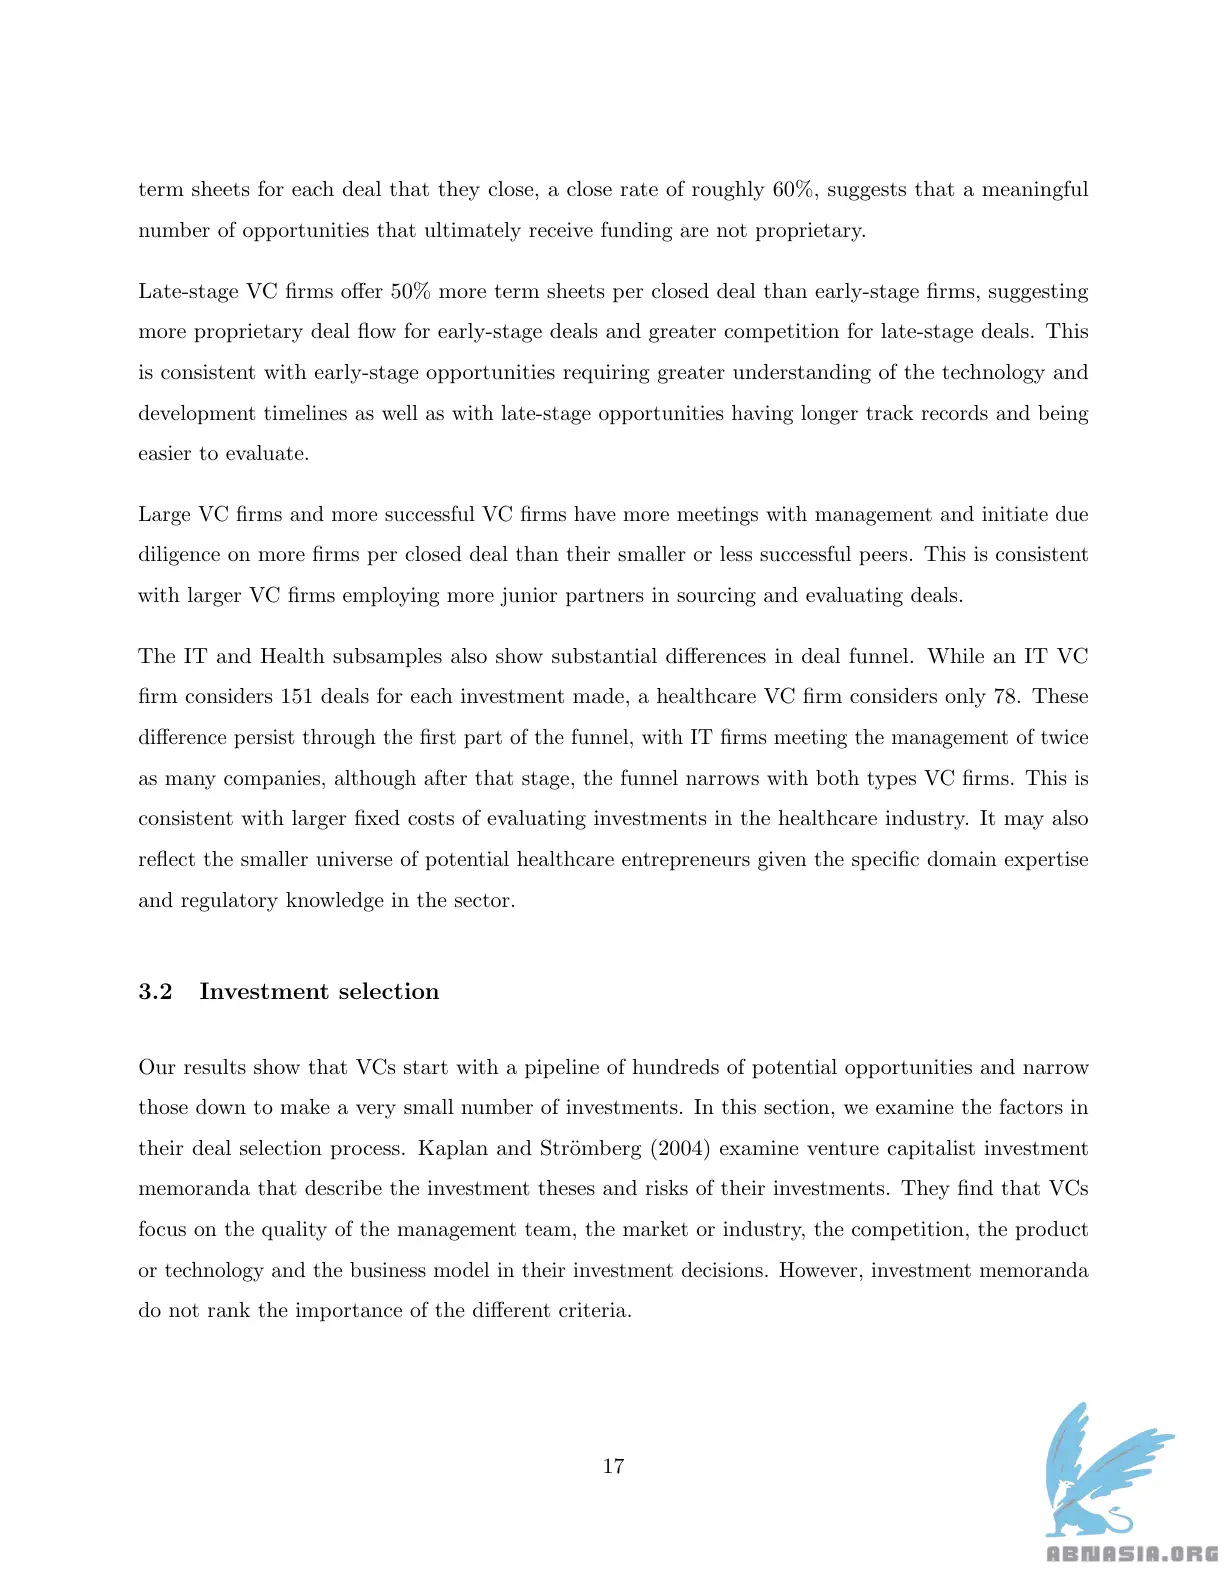 term sheets for each deal that they close, a close rate of roughly 60%, suggests that a meaningful
number of opportunities that ultimately receive funding are not proprietary.
Late-stage VC firms offer 50% more term sheets per closed deal than early-stage firms, suggesting
more proprietary deal flow for early-stage deals and greater competition for late-stage deals. This
is consistent with early-stage opportunities requiring greater understanding of the technology and
development timelines as well as with late-stage opportunities having longer track records and being
easier to evaluate.
Large VC firms and more successful VC firms have more meetings with management and initiate due
diligence on more firms per closed deal than their smaller or less successful peers. This is consistent
with larger VC firms employing more junior partners in sourcing and evaluating deals.
The IT and Health subsamples also show substantial differences in deal funnel. While an IT VC
firm considers 151 deals for each investment made, a healthcare VC firm considers only 78. These
difference persist through the first part of the funnel, with IT firms meeting the management of twice
as many companies, although after that stage, the funnel narrows with both types VC firms. This is
consistent with larger fixed costs of evaluating investments in the healthcare industry. It may also
reflect the smaller universe of potential healthcare entrepreneurs given the specific domain expertise
and regulatory knowledge in the sector.
3.2 Investment selection
Our results show that VCs start with a pipeline of hundreds of potential opportunities and narrow
those down to make a very small number of investments. In this section, we examine the factors in
their deal selection process. Kaplan and Strömberg (2004) examine venture capitalist investment
memoranda that describe the investment theses and risks of their investments. They find that VCs
focus on the quality of the management team, the market or industry, the competition, the product
or technology and the business model in their investment decisions. However, investment memoranda
do not rank the importance of the different criteria.
17
ABNASIA.ORG